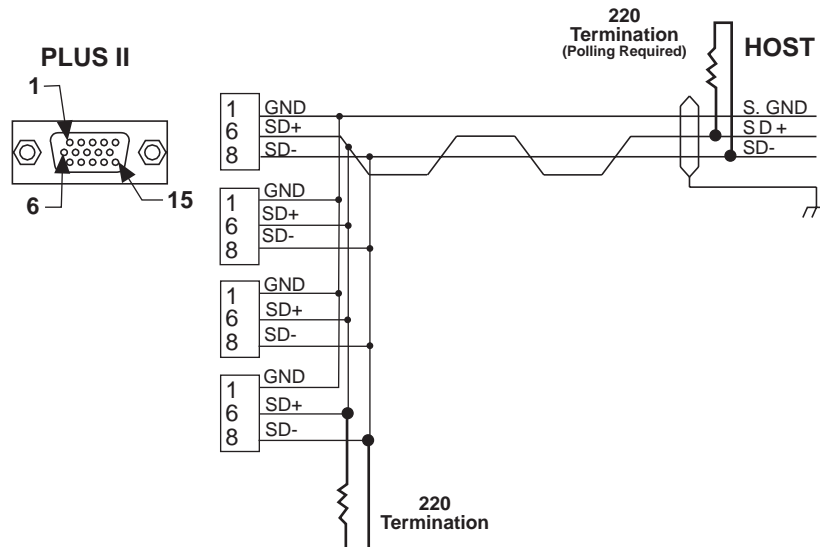 220
Termination
(Polling Required)
HOST
PLUS II
1
6
15
1 GND
6 SD+
8 SD-
S. GND
SD+
SD-
1 GND
6 SD+
8 SD-
1 GND
6 SD+
8 SD-
1 GND
6 SD+
8 SD-
220
Termination